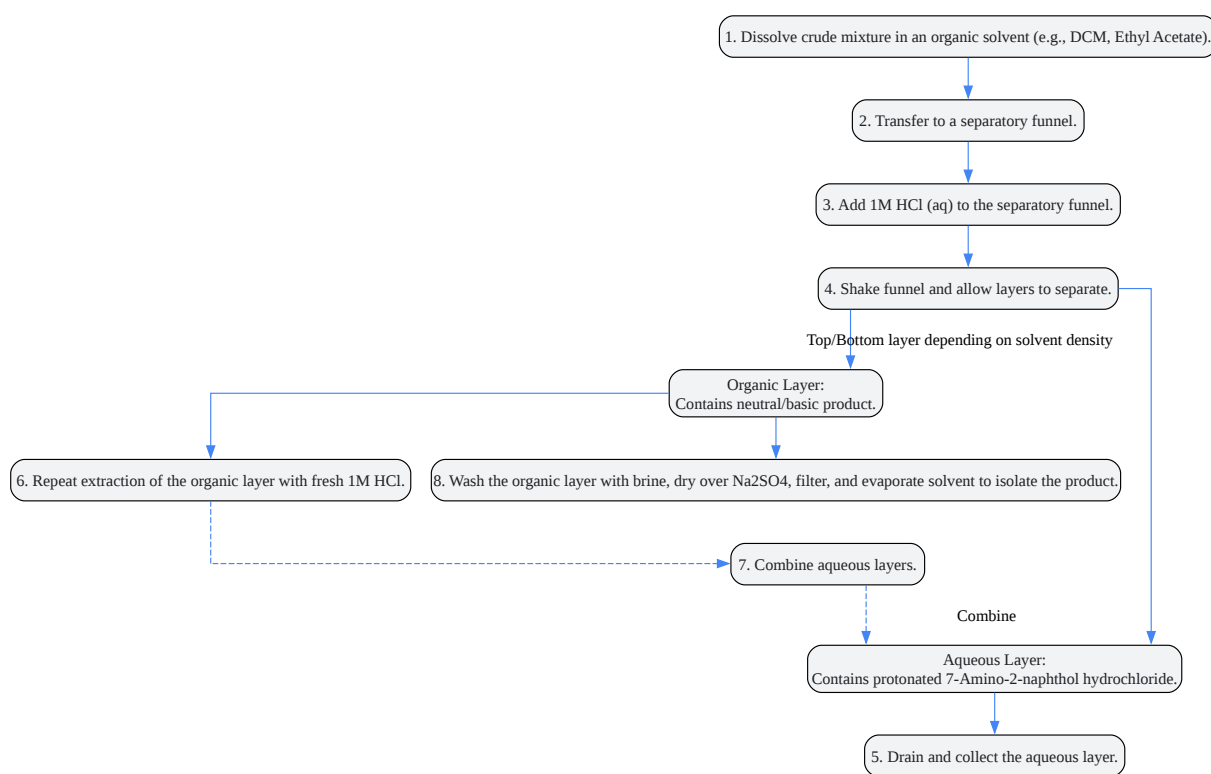 1. Dissolve crude mixture in an organic solvent (e.g., DCM, Ethyl Acetate).
2. Transfer to a separatory funnel.
3. Add 1M HCl (aq) to the separatory funnel.
4. Shake funnel and allow layers to separate.
Top/Bottom layer depending on solvent density
Organic Layer:
Contains neutral/basic product.
6. Repeat extraction of the organic layer with fresh 1M HCl.
8. Wash the organic layer with brine, dry over Na2SO4, filter, and evaporate solvent to isolate the product.
7. Combine aqueous layers.
Combine
Aqueous Layer:
Contains protonated 7-Amino-2-naphthol hydrochloride.
5. Drain and collect the aqueous layer.